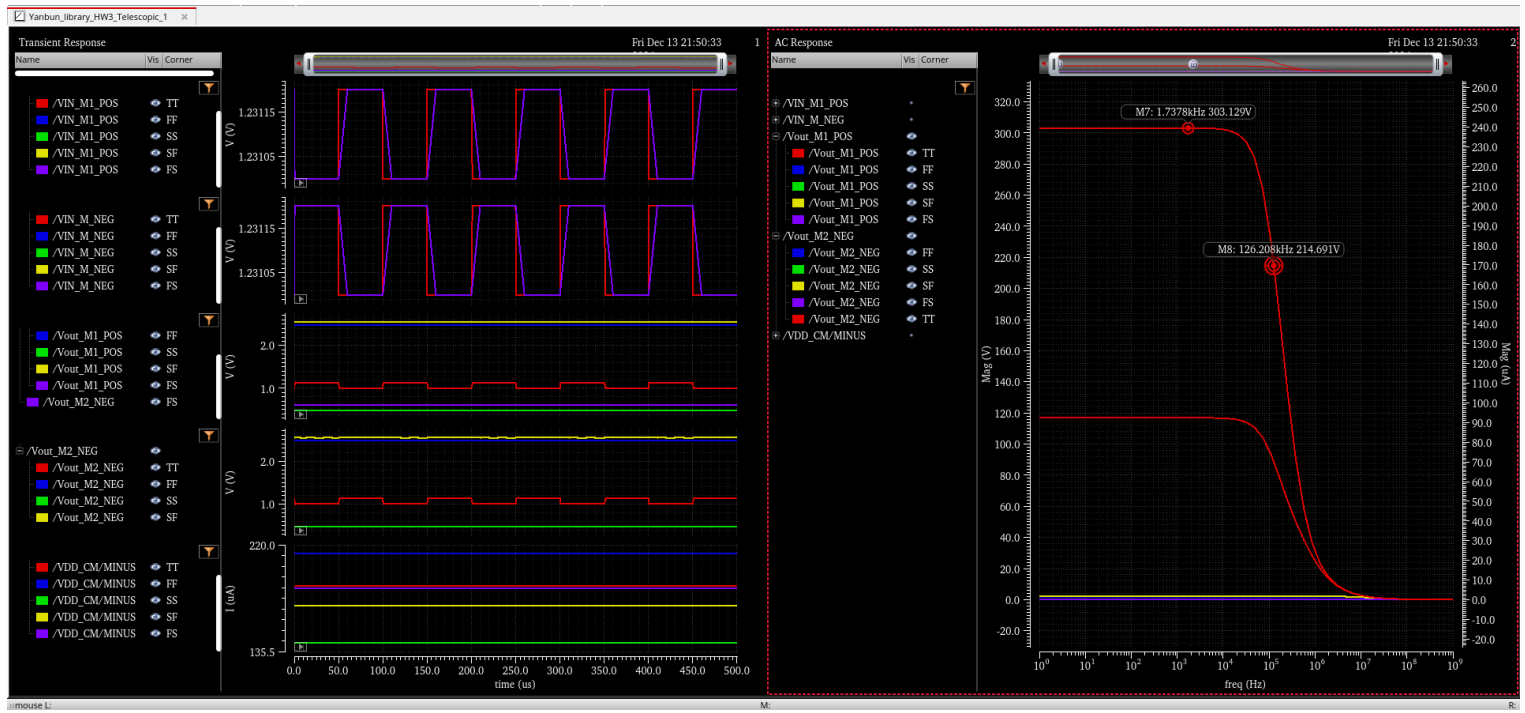 Yanbun_library_HW3_Telescopic_1
Transient Response
Fri Dec 13 21:50:33
1
Name Vis Corner
/VIN_M1_POS TT
/VIN_M1_POS FF
/VIN_M1_POS SS
/VIN_M1_POS SF
/VIN_M1_POS FS
V (V)
1.23115
1.23105
/VIN_M_NEG TT
/VIN_M_NEG FF
/VIN_M_NEG SS
/VIN_M_NEG SF
/VIN_M_NEG FS
V (V)
1.23115
1.23105
/Vout_M1_POS FF
/Vout_M1_POS SS
/Vout_M1_POS SF
/Vout_M1_POS FS
/Vout_M2_NEG FS
V (V)
2.0
1.0
/Vout_M2_NEG
/Vout_M2_NEG TT
/Vout_M2_NEG FF
/Vout_M2_NEG SS
/Vout_M2_NEG SF
V (V)
2.0
1.0
/VDD_CM/MINUS TT
/VDD_CM/MINUS FF
/VDD_CM/MINUS SS
/VDD_CM/MINUS SF
/VDD_CM/MINUS FS
I (uA)
220.0
135.5
0.0 50.0 100.0 150.0 200.0 250.0 300.0 350.0 400.0 450.0 500.0
time (us)
AC Response
Fri Dec 13 21:50:33
2
Name Vis Corner
/VIN_M1_POS
/VIN_M_NEG
/Vout_M1_POS
/Vout_M1_POS TT
/Vout_M1_POS FF
/Vout_M1_POS SS
/Vout_M1_POS SF
/Vout_M1_POS FS
/Vout_M2_NEG
/Vout_M2_NEG FF
/Vout_M2_NEG SS
/Vout_M2_NEG SF
/Vout_M2_NEG FS
/Vout_M2_NEG TT
/VDD_CM/MINUS
Mag (V)
320.0
300.0
280.0
260.0
240.0
220.0
200.0
180.0
160.0
140.0
120.0
100.0
80.0
60.0
40.0
20.0
0.0
-20.0
M7: 1.7378kHz 303.129V
M8: 126.208kHz 214.691V
260.0
250.0
240.0
230.0
220.0
210.0
200.0
190.0
180.0
170.0
160.0
150.0
140.0
130.0
120.0
110.0
100.0
90.0
80.0
70.0
60.0
50.0
40.0
30.0
20.0
10.0
0.0
-10.0
-20.0
Mag (uA)
10⁰ 10¹ 10² 10³ 10⁴ 10⁵ 10⁶ 10⁷ 10⁸ 10⁹
freq (Hz)
mouse L: M: R: